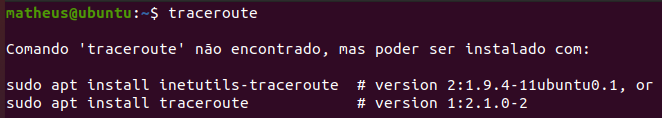 matheus@ubuntu:~$ traceroute
Comando 'traceroute' não encontrado, mas poder ser instalado com:
sudo apt install inetutils-traceroute  # version 2:1.9.4-11ubuntu0.1, or
sudo apt install traceroute            # version 1:2.1.0-2